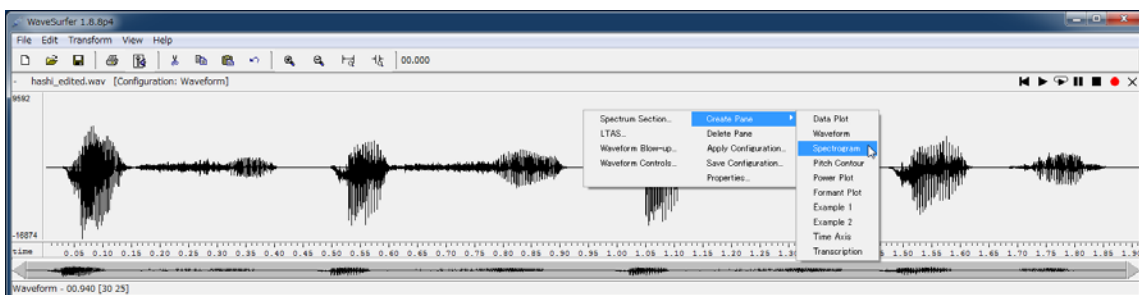 WaveSurfer 1.8.8p4
File Edit Transform View Help
00.000
- hashi_edited.wav [Configuration: Waveform]
9592
Spectrum Section... Create Pane Data Plot
LTAS... Delete Pane Waveform
Waveform Blow-up... Apply Configuration... Spectrogram
Waveform Controls... Save Configuration... Pitch Contour
Properties... Power Plot
Formant Plot
Example 1
Example 2
Time Axis
Transcription
-16874
time 0.05 0.10 0.15 0.20 0.25 0.30 0.35 0.40 0.45 0.50 0.55 0.60 0.65 0.70 0.75 0.80 0.85 0.90 0.95 1.00 1.05 1.10 1.15 1.20 1.25 1.50 1.55 1.60 1.65 1.70 1.75 1.80 1.85
Waveform - 00.940 [30 25]